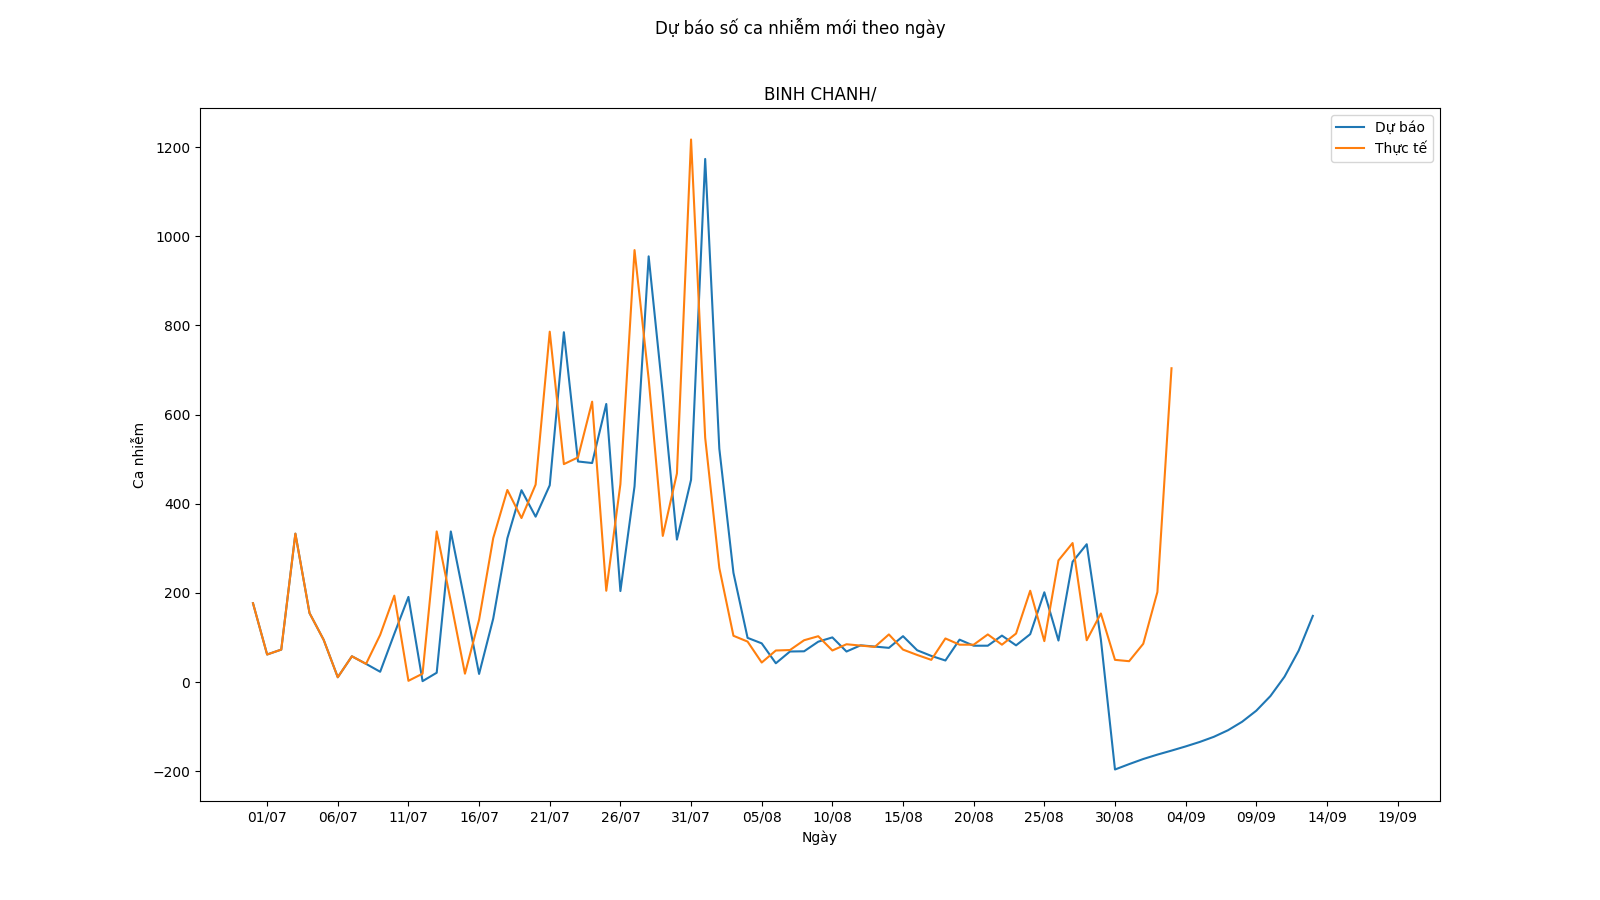 Dự báo số ca nhiễm mới theo ngày
BINH CHANH/
Dự báo
Thực tế
1200
1000
800
600
400
200
0
−200
Ca nhiễm
01/07 06/07 11/07 16/07 21/07 26/07 31/07 05/08 10/08 15/08 20/08 25/08 30/08 04/09 09/09 14/09 19/09
Ngày